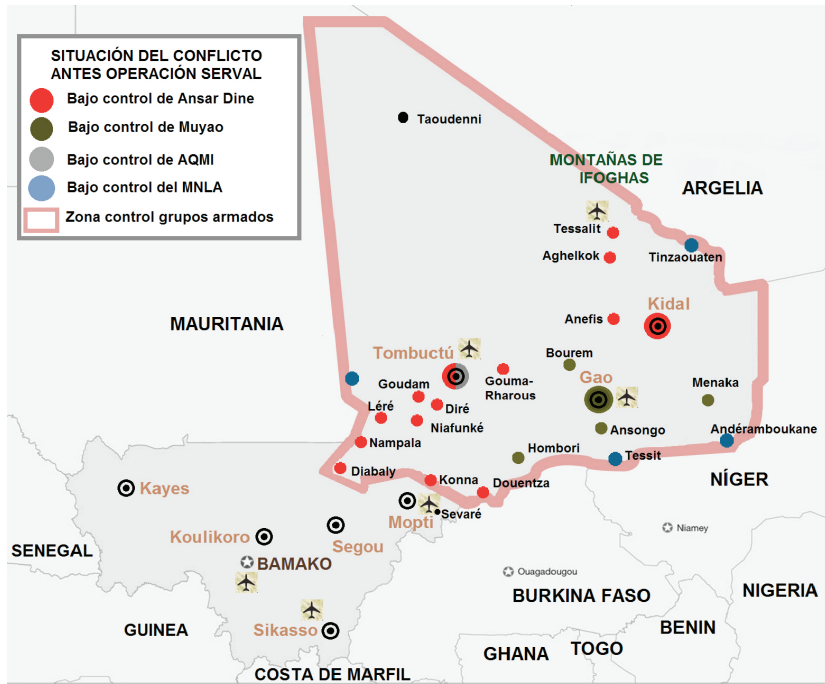 SITUACIÓN DEL CONFLICTO
ANTES OPERACIÓN SERVAL
Bajo control de Ansar Dine
Bajo control de Muyao
Bajo control de AQMI
Bajo control del MNLA
Zona control grupos armados
Taoudenni
MONTAÑAS DE
IFOGHAS
ARGELIA
Tessalit
Aghelkok
Tinzaouaten
Kidal
Anefis
MAURITANIA
Tombuctú
Bourem
Gouma-
Rharous
Gao
Menaka
Goudam
Léré
Diré
Niafunké
Ansongo
Andéramboukane
Nampala
Hombori
Tessit
Diabaly
Konna
Douentza
NÍGER
Kayes
Mopti
Sevaré
Koulikoro
Segou
Niamey
SENEGAL
BAMAKO
Ouagadougou
BURKINA FASO
NIGERIA
GUINEA
Sikasso
BENIN
GHANA
TOGO
COSTA DE MARFIL